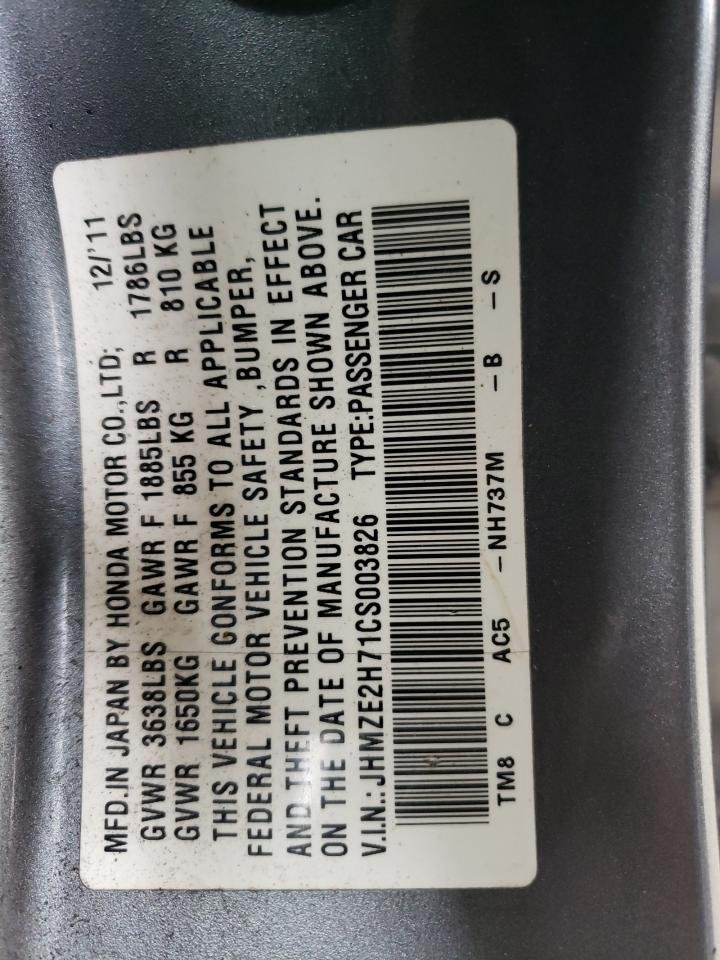 MFD.IN JAPAN BY HONDA MOTOR CO.,LTD; 12/'11
GVWR 3638LBS GAWR F 1885LBS R 1786LBS
GVWR 1650KG GAWR F 855 KG R 810 KG
THIS VEHICLE CONFORMS TO ALL APPLICABLE
FEDERAL MOTOR VEHICLE SAFETY ,BUMPER,
AND THEFT PREVENTION STANDARDS IN EFFECT
ON THE DATE OF MANUFACTURE SHOWN ABOVE.
V.I.N.: JHMZE2H71CS003826 TYPE:PASSENGER CAR
TM8 C AC5 – NH737M – B – S